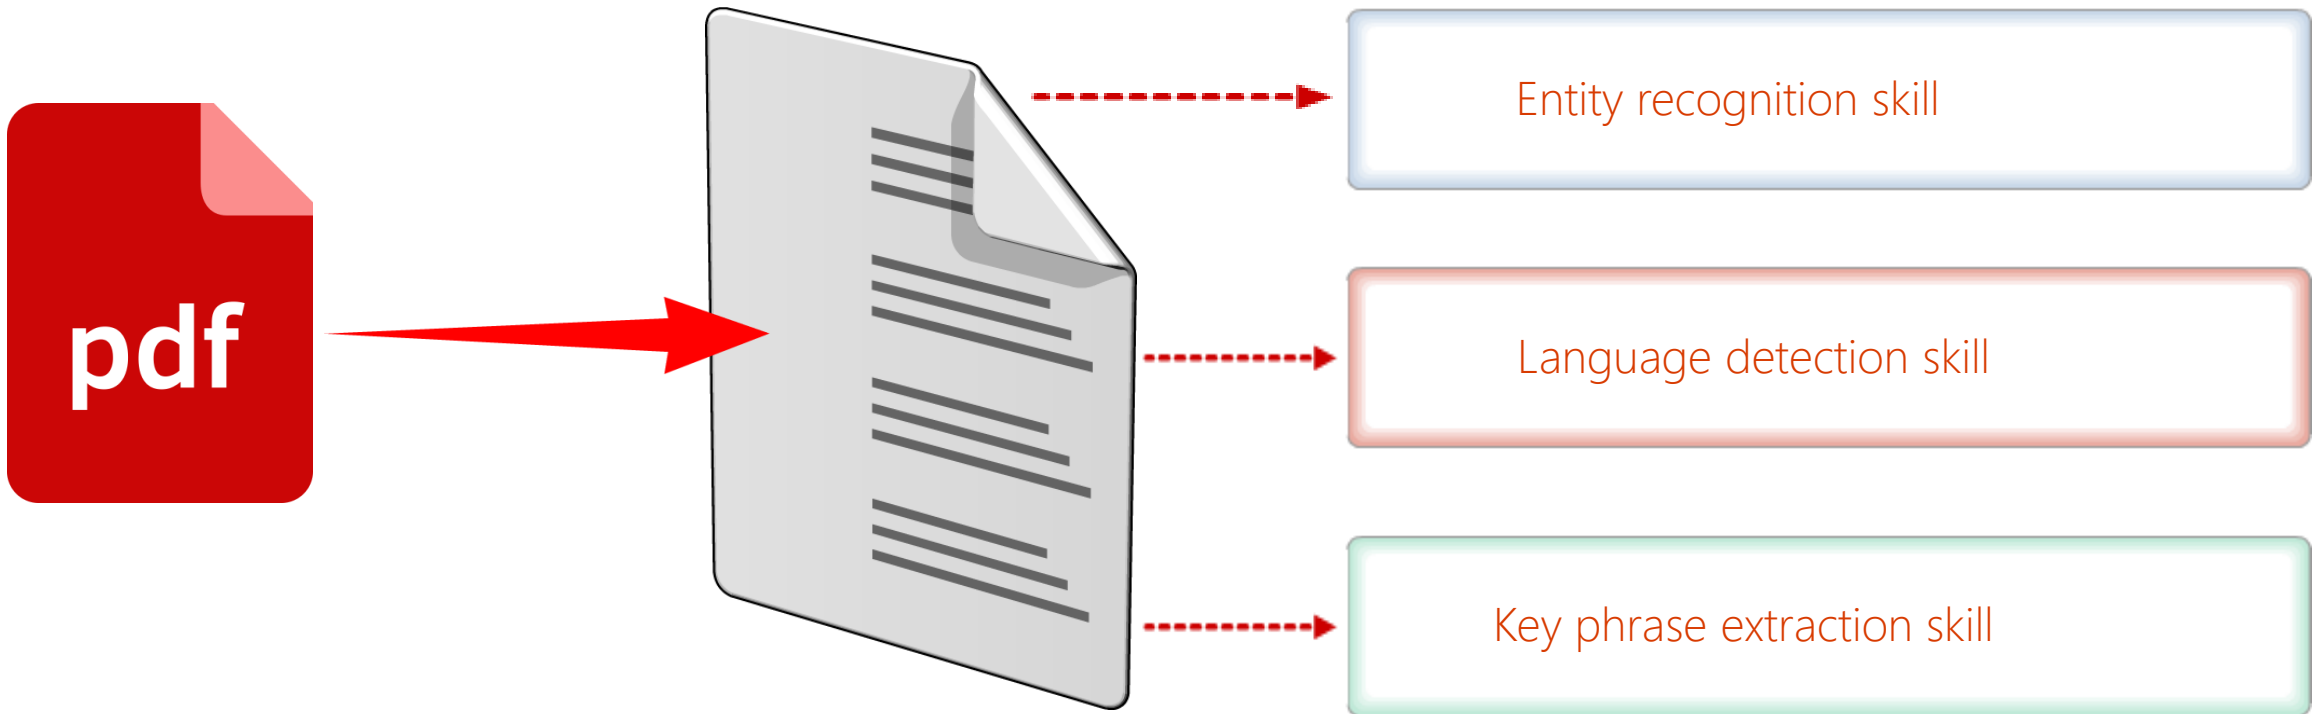 pdf
Entity recognition skill
Language detection skill
Key phrase extraction skill